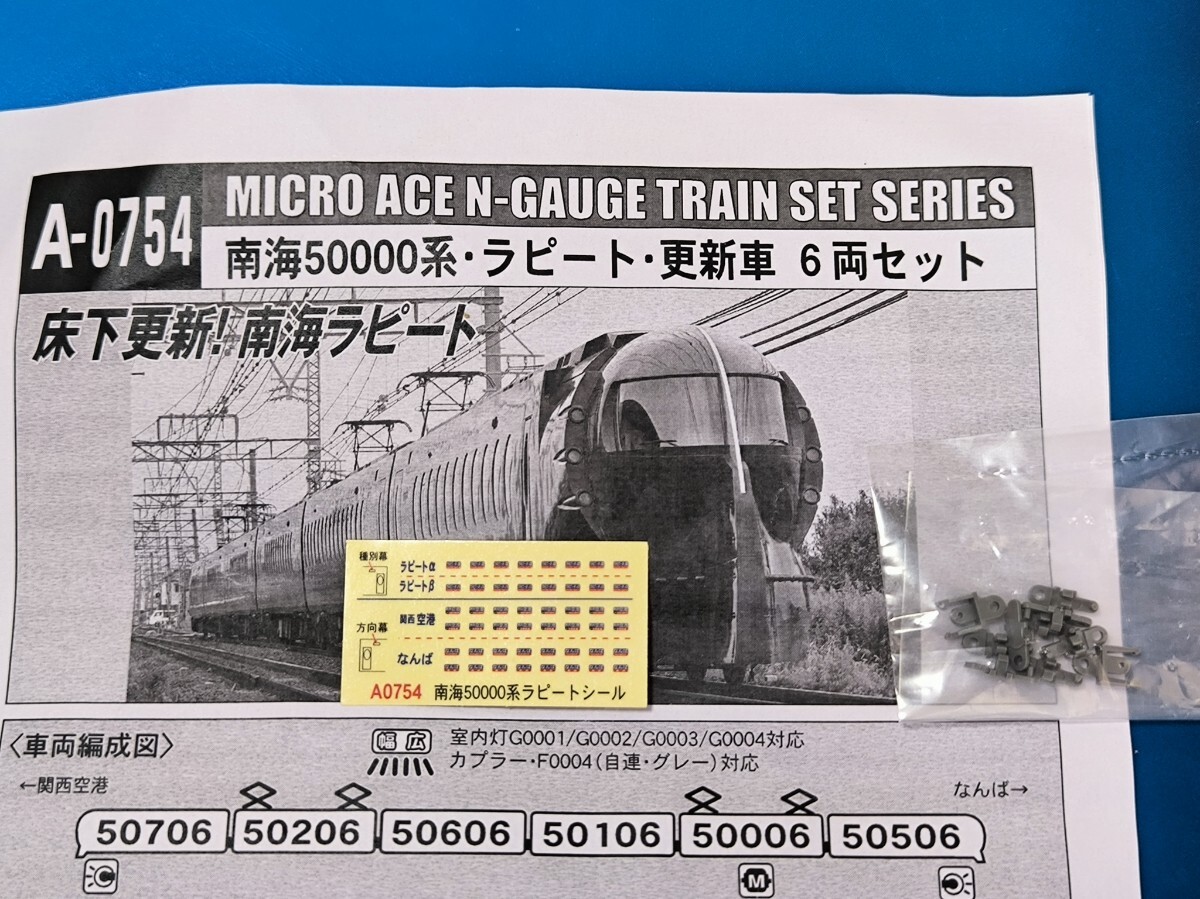 A-0754
MICRO ACE N-GAUGE TRAIN SET SERIES
南海50000系・ラピート・更新車 6両セット
床下更新!南海ラピート
種別幕
ラピートα
ラピートβ
関西空港
方向幕
なんば
A0754 南海50000系ラピートシール
〈車両編成図〉
幅広
室内灯G0001/G0002/G0003/G0004対応
カプラー・F0004(自連・グレー)対応
←関西空港
なんば→
50706 50206 50606 50106 50006 50506
M